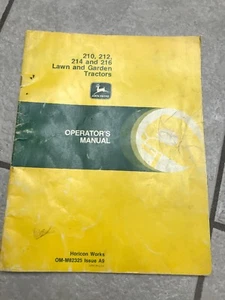 210, 212,
214 and 216
Lawn and Garden
Tractors
JOHN DEERE
OPERATOR'S
MANUAL
Horicon Works
OM-M82325 Issue A5